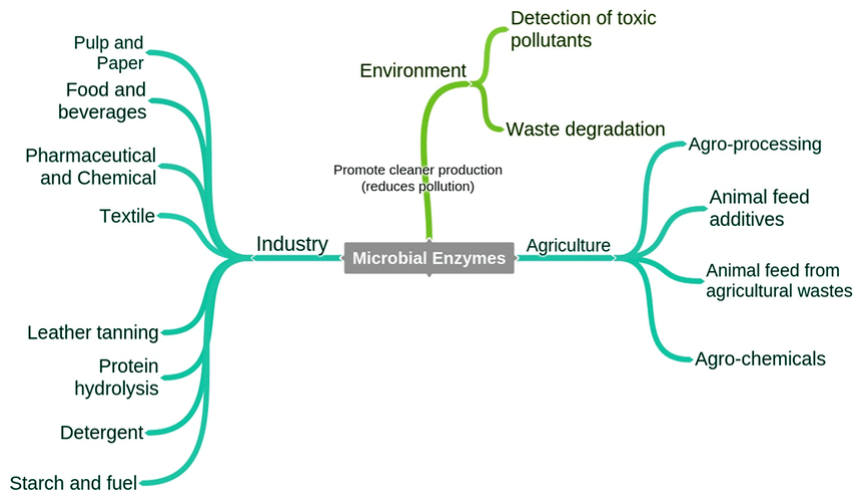 Detection of toxic
pollutants
Environment
Waste degradation
Promote cleaner production
(reduces pollution)
Pulp and
Paper
Food and
beverages
Pharmaceutical
and Chemical
Textile
Industry
Leather tanning
Protein
hydrolysis
Detergent
Starch and fuel
Microbial Enzymes
Agriculture
Agro-processing
Animal feed
additives
Animal feed from
agricultural wastes
Agro-chemicals